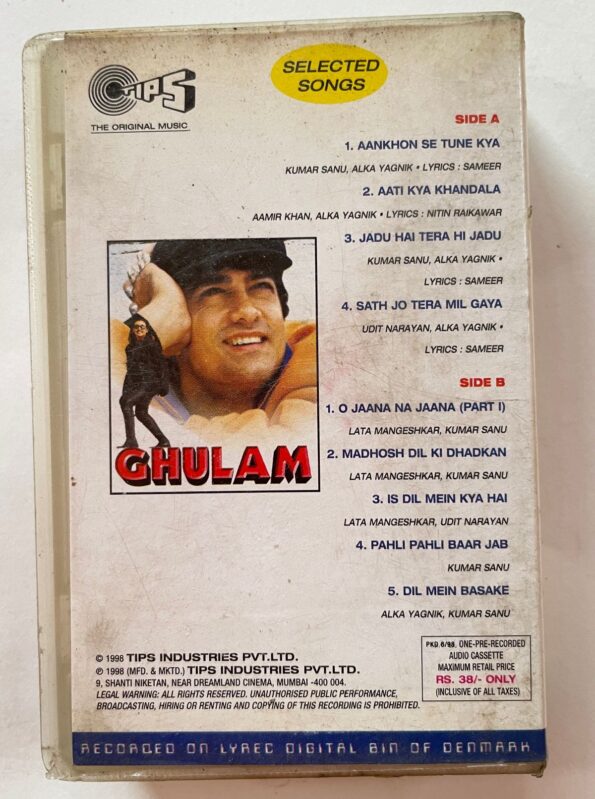 TIPS
THE ORIGINAL MUSIC
SELECTED
SONGS
SIDE A
1. AANKHON SE TUNE KYA
KUMAR SANU, ALKA YAGNIK • LYRICS : SAMEER
2. AATI KYA KHANDALA
AAMIR KHAN, ALKA YAGNIK • LYRICS : NITIN RAIKAWAR
3. JADU HAI TERA HI JADU
KUMAR SANU, ALKA YAGNIK •
LYRICS : SAMEER
4. SATH JO TERA MIL GAYA
UDIT NARAYAN, ALKA YAGNIK •
LYRICS : SAMEER
SIDE B
1. O JAANA NA JAANA (PART I)
LATA MANGESHKAR, KUMAR SANU
2. MADHOSH DIL KI DHADKAN
LATA MANGESHKAR, KUMAR SANU
3. IS DIL MEIN KYA HAI
LATA MANGESHKAR, UDIT NARAYAN
4. PAHLI PAHLI BAAR JAB
KUMAR SANU
5. DIL MEIN BASAKE
ALKA YAGNIK, KUMAR SANU
GHULAM
© 1998 TIPS INDUSTRIES PVT.LTD.
℗ 1998 (MFD. & MKTD.) TIPS INDUSTRIES PVT.LTD.
9, SHANTI NIKETAN, NEAR DREAMLAND CINEMA, MUMBAI -400 004.
LEGAL WARNING: ALL RIGHTS RESERVED. UNAUTHORISED PUBLIC PERFORMANCE,
BROADCASTING, HIRING OR RENTING AND COPYING OF THIS RECORDING IS PROHIBITED.
PKD. 6/98, ONE-PRE-RECORDED
AUDIO CASSETTE
MAXIMUM RETAIL PRICE
RS. 38/- ONLY
(INCLUSIVE OF ALL TAXES)
RECORDED ON LYREC DIGITAL BIN OF DENMARK